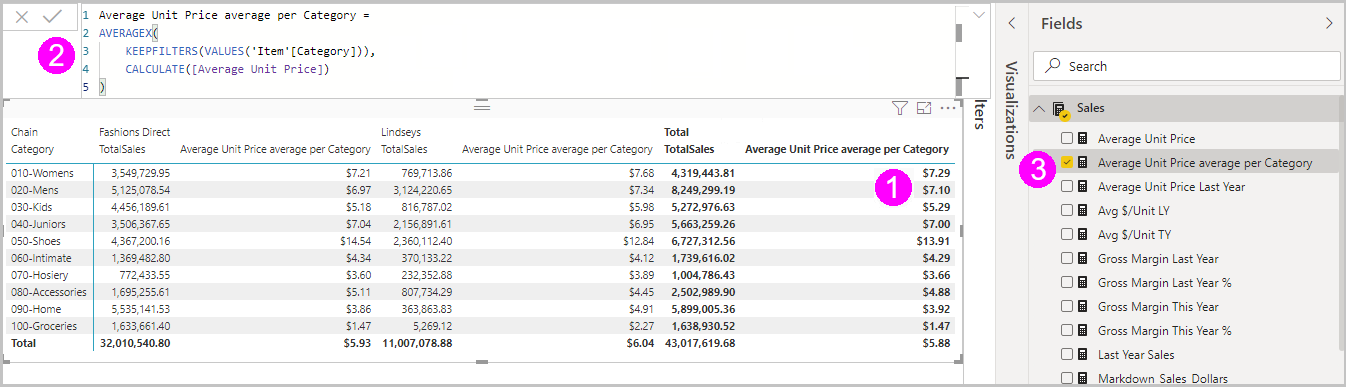 1 Average Unit Price average per Category =
2 AVERAGEX(
3 KEEPFILTERS(VALUES('Item'[Category])),
4 CALCULATE([Average Unit Price])
5 )
2
Chain Fashions Direct Lindseys Total
Category TotalSales Average Unit Price average per Category TotalSales Average Unit Price average per Category TotalSales Average Unit Price average per Category
010-Womens 3,549,729.95 $7.21 769,713.86 $7.68 4,319,443.81 $7.29
020-Mens 5,125,078.54 $6.97 3,124,220.65 $7.34 8,249,299.19 $7.10
030-Kids 4,456,189.61 $5.18 816,787.02 $5.98 5,272,976.63 $5.29
040-Juniors 3,506,367.65 $7.04 2,156,891.61 $6.95 5,663,259.26 $7.00
050-Shoes 4,367,200.16 $14.54 2,360,112.40 $12.84 6,727,312.56 $13.91
060-Intimate 1,369,482.80 $4.34 370,133.22 $4.12 1,739,616.02 $4.29
070-Hosiery 772,433.55 $3.60 232,352.88 $3.89 1,004,786.43 $3.66
080-Accessories 1,695,255.61 $5.11 807,734.29 $4.45 2,502,989.90 $4.88
090-Home 5,535,141.53 $3.86 363,863.83 $4.91 5,899,005.36 $3.92
100-Groceries 1,633,661.40 $1.47 5,269.12 $2.27 1,638,930.52 $1.47
Total 32,010,540.80 $5.93 11,007,078.88 $6.04 43,017,619.68 $5.88
1
lters
Visualizations
Fields
Search
Sales
Average Unit Price
Average Unit Price average per Category
3
Average Unit Price Last Year
Avg $/Unit LY
Avg $/Unit TY
Gross Margin Last Year
Gross Margin Last Year %
Gross Margin This Year
Gross Margin This Year %
Last Year Sales
Markdown_Sales_Dollars